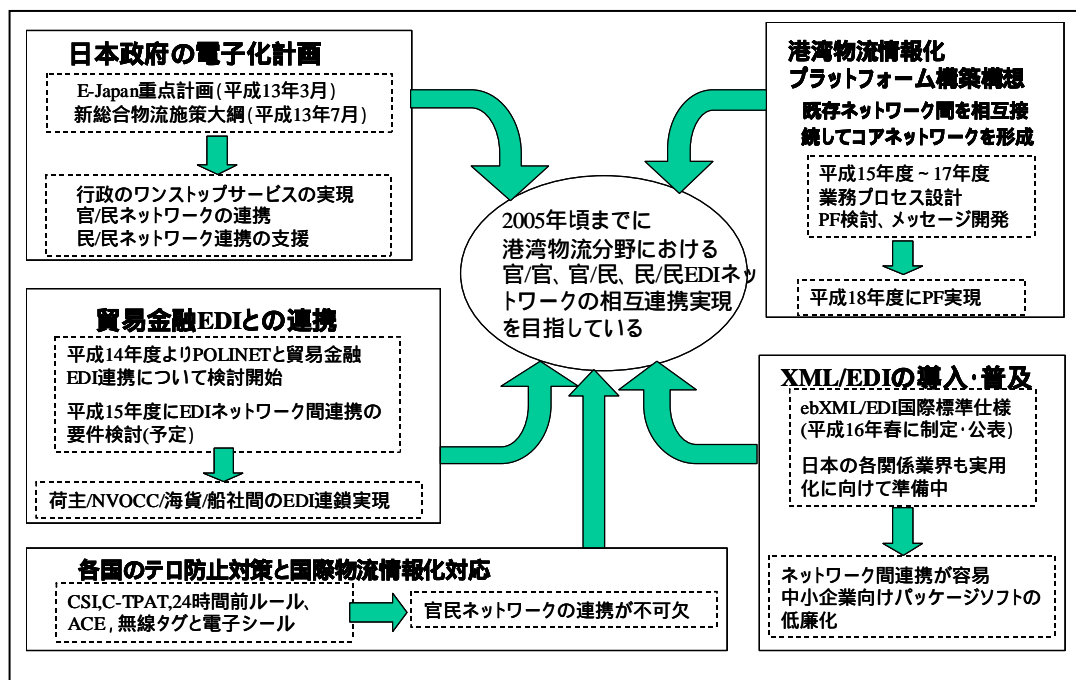 日本政府の電子化計画
E-Japan重点計画(平成13年3月)
新総合物流施策大綱(平成13年7月)
行政のワンストップサービスの実現
官/民ネットワークの連携
民/民ネットワーク連携の支援
港湾物流情報化
プラットフォーム構築構想
既存ネットワーク間を相互接
続してコアネットワークを形成
平成15年度~17年度
業務プロセス設計
PF検討、メッセージ開発
平成18年度にPF実現
2005年頃までに
港湾物流分野における
官/官、官/民、民/民EDIネッ
トワークの相互連携実現
を目指している
貿易金融EDIとの連携
平成14年度よりPOLINETと貿易金融
EDI連携について検討開始
平成15年度にEDIネットワーク間連携の
要件検討(予定)
荷主/NVOCC/海貨/船社間のEDI連鎖実現
XML/EDIの導入・普及
ebXML/EDI国際標準仕様
(平成16年春に制定・公表)
日本の各関係業界も実用
化に向けて準備中
ネットワーク間連携が容易
中小企業向けパッケージソフトの
低廉化
各国のテロ防止対策と国際物流情報化対応
CSI,C-TPAT,24時間前ルール、
ACE,無線タグと電子シール
官民ネットワークの連携が不可欠